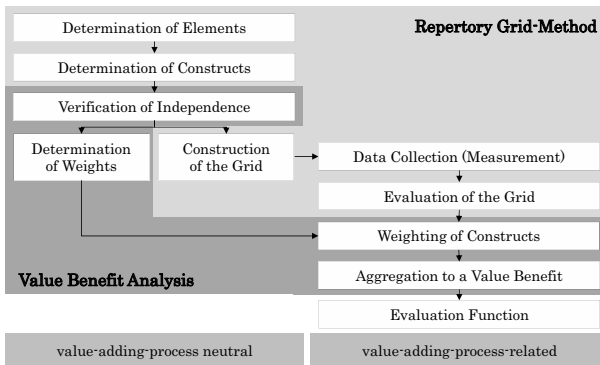 Determination of Elements
Repertory Grid-Method
Determination of Constructs
Verification of Independence
Determination
of Weights
Construction
of the Grid
Data Collection (Measurement)
Evaluation of the Grid
Weighting of Constructs
Value Benefit Analysis
Aggregation to a Value Benefit
Evaluation Function
value-adding-process neutral
value-adding-process-related